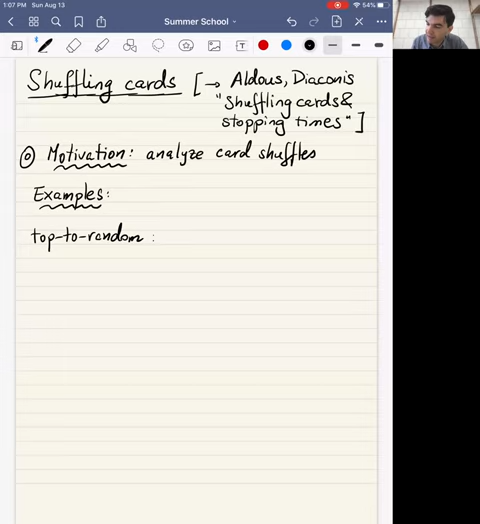 1:07 PM Sun Aug 13
54%
Summer School
Shuffling cards [→ Aldous, Diaconis
"Shuffling cards &
stopping times"]
⓪ Motivation: analyze card shuffles
Examples:
top-to-random: